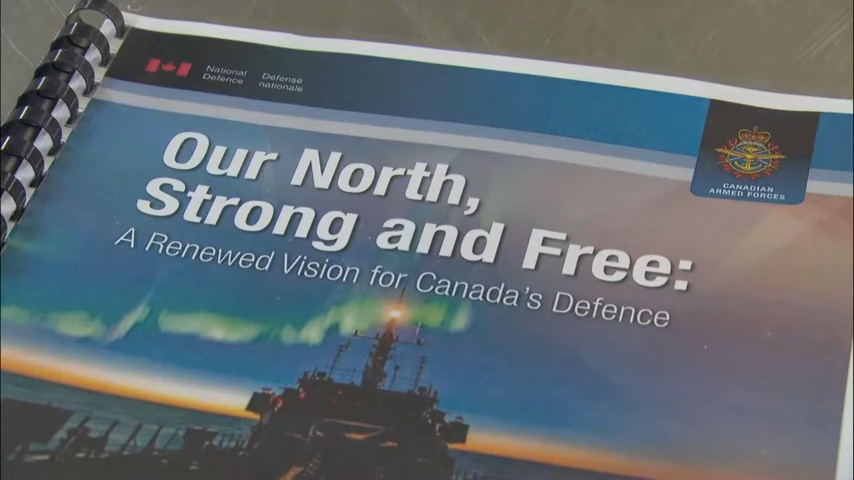 National
Defence
Défense
nationale
Our North,
Strong and Free:
A Renewed Vision for Canada's Defence
CANADIAN
ARMED FORCES